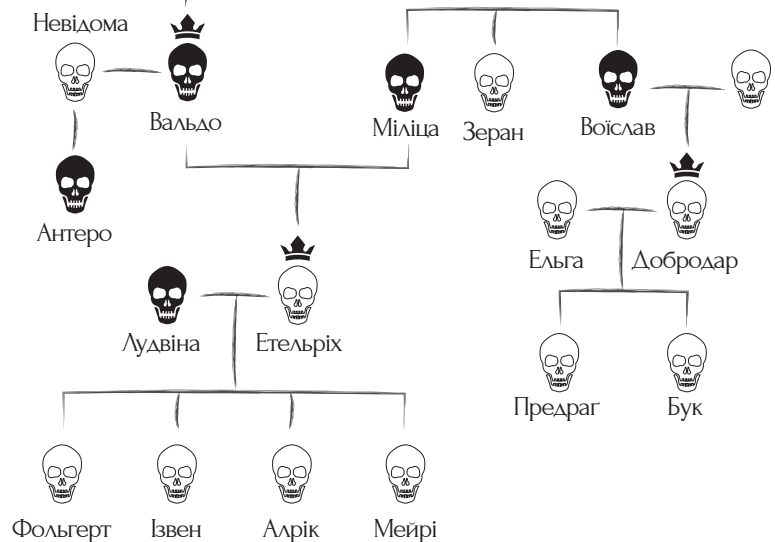 Невідома
Вальдо
Міліца
Зеран
Воїслав
Антеро
Ельга
Добродар
Лудвіна
Етельріх
Предраг
Бук
Фольгерт
Ізвен
Алрік
Мейрі